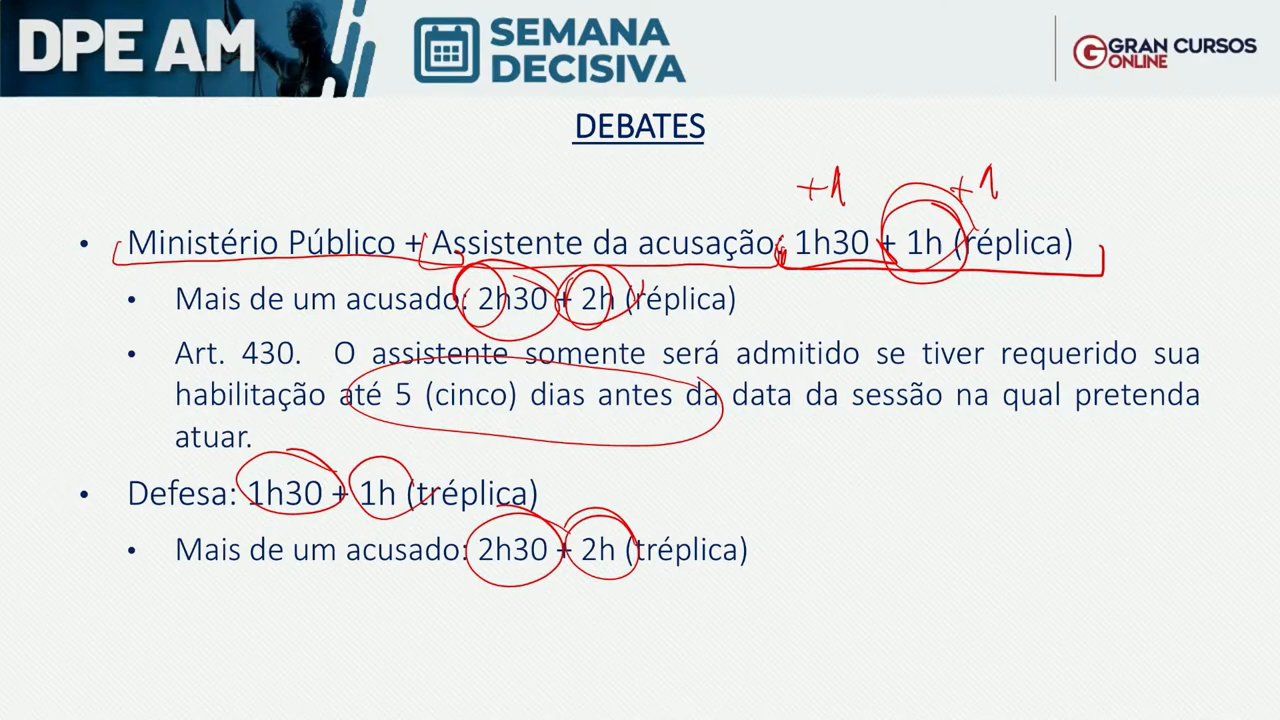 DPE AM
SEMANA
DECISIVA
GRAN CURSOS
ONLINE
DEBATES
+1 +1
• Ministério Público + Assistente da acusação: 1h30 + 1h (réplica)
• Mais de um acusado: 2h30 + 2h (réplica)
• Art. 430. O assistente somente será admitido se tiver requerido sua
habilitação até 5 (cinco) dias antes da data da sessão na qual pretenda
atuar.
• Defesa: 1h30 + 1h (tréplica)
• Mais de um acusado: 2h30 + 2h (tréplica)